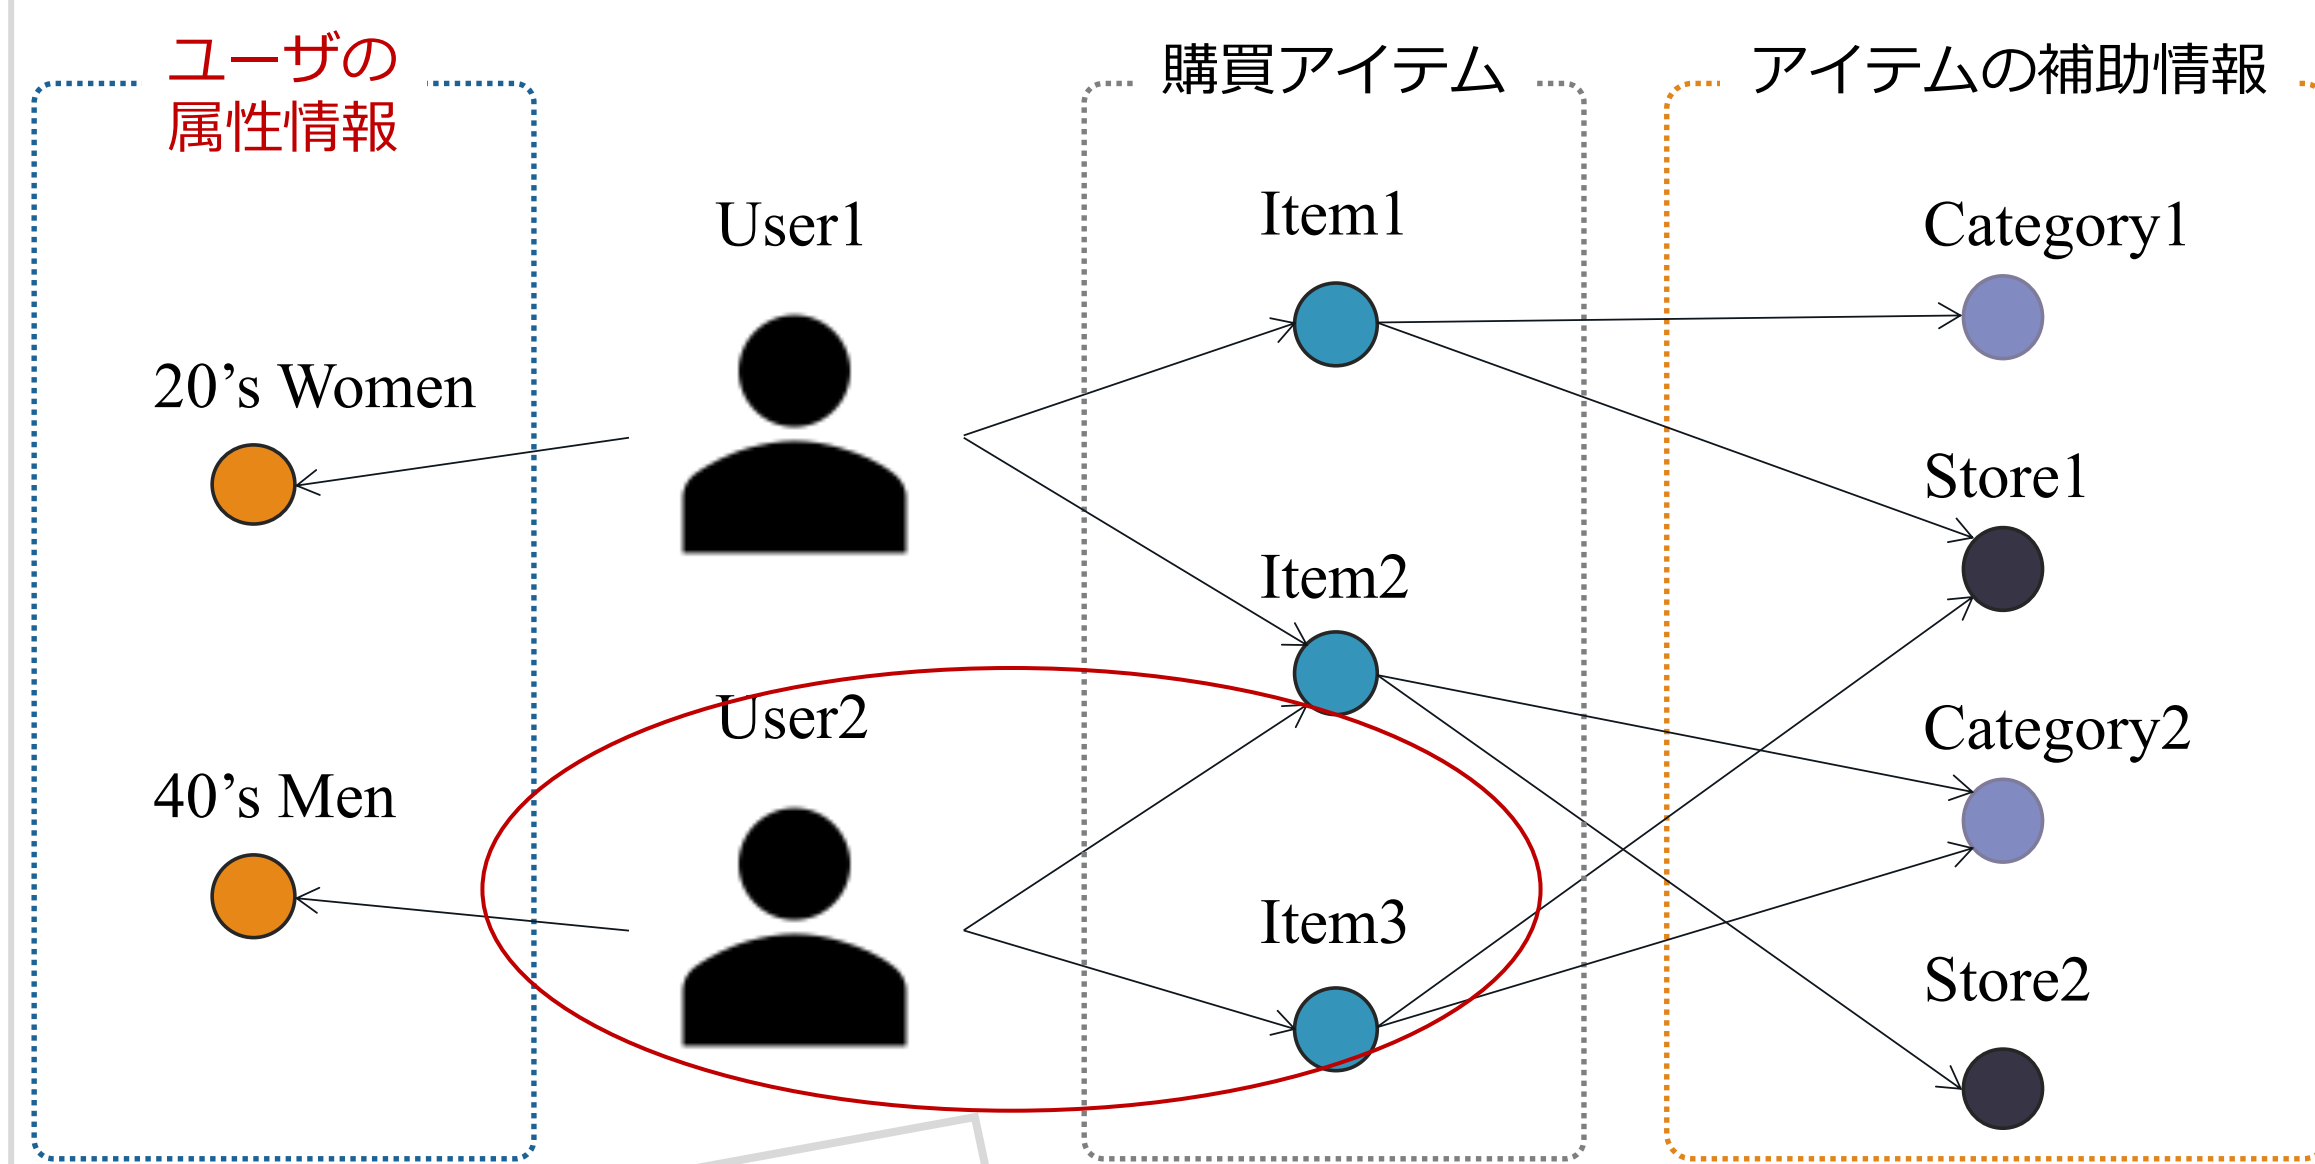 ユーザの
属性情報
購買アイテム
アイテムの補助情報
User1
Item1
Category1
20's Women
Store1
Item2
User2
Category2
40's Men
Item3
Store2